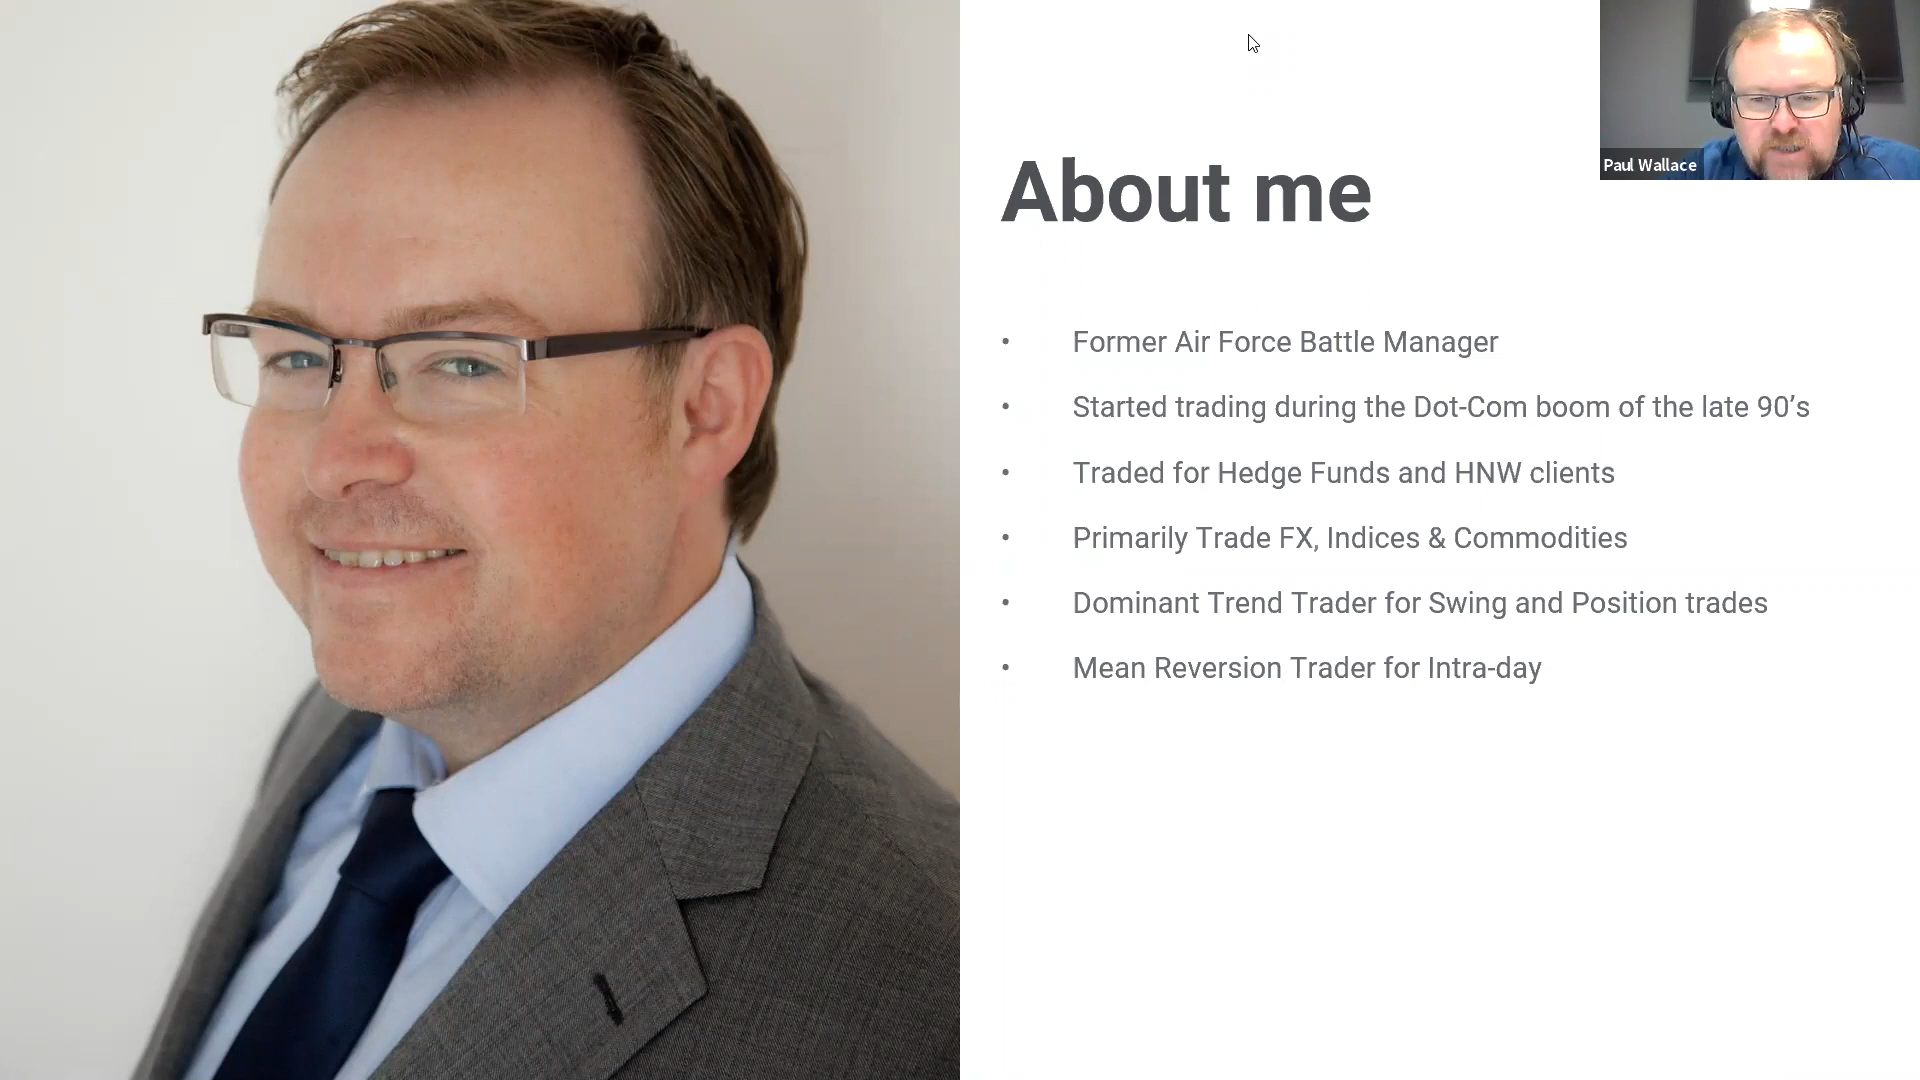 Paul Wallace
About me
• Former Air Force Battle Manager
• Started trading during the Dot-Com boom of the late 90’s
• Traded for Hedge Funds and HNW clients
• Primarily Trade FX, Indices & Commodities
• Dominant Trend Trader for Swing and Position trades
• Mean Reversion Trader for Intra-day